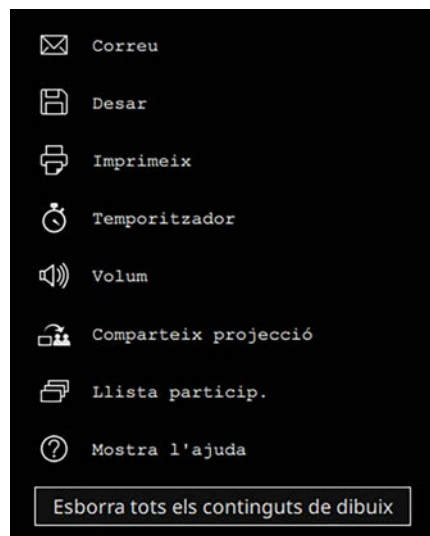 Correu
Desar
Imprimeix
Temporitzador
Volum
Comparteix projecció
Llista particip.
Mostra l'ajuda
Esborra tots els continguts de dibuix